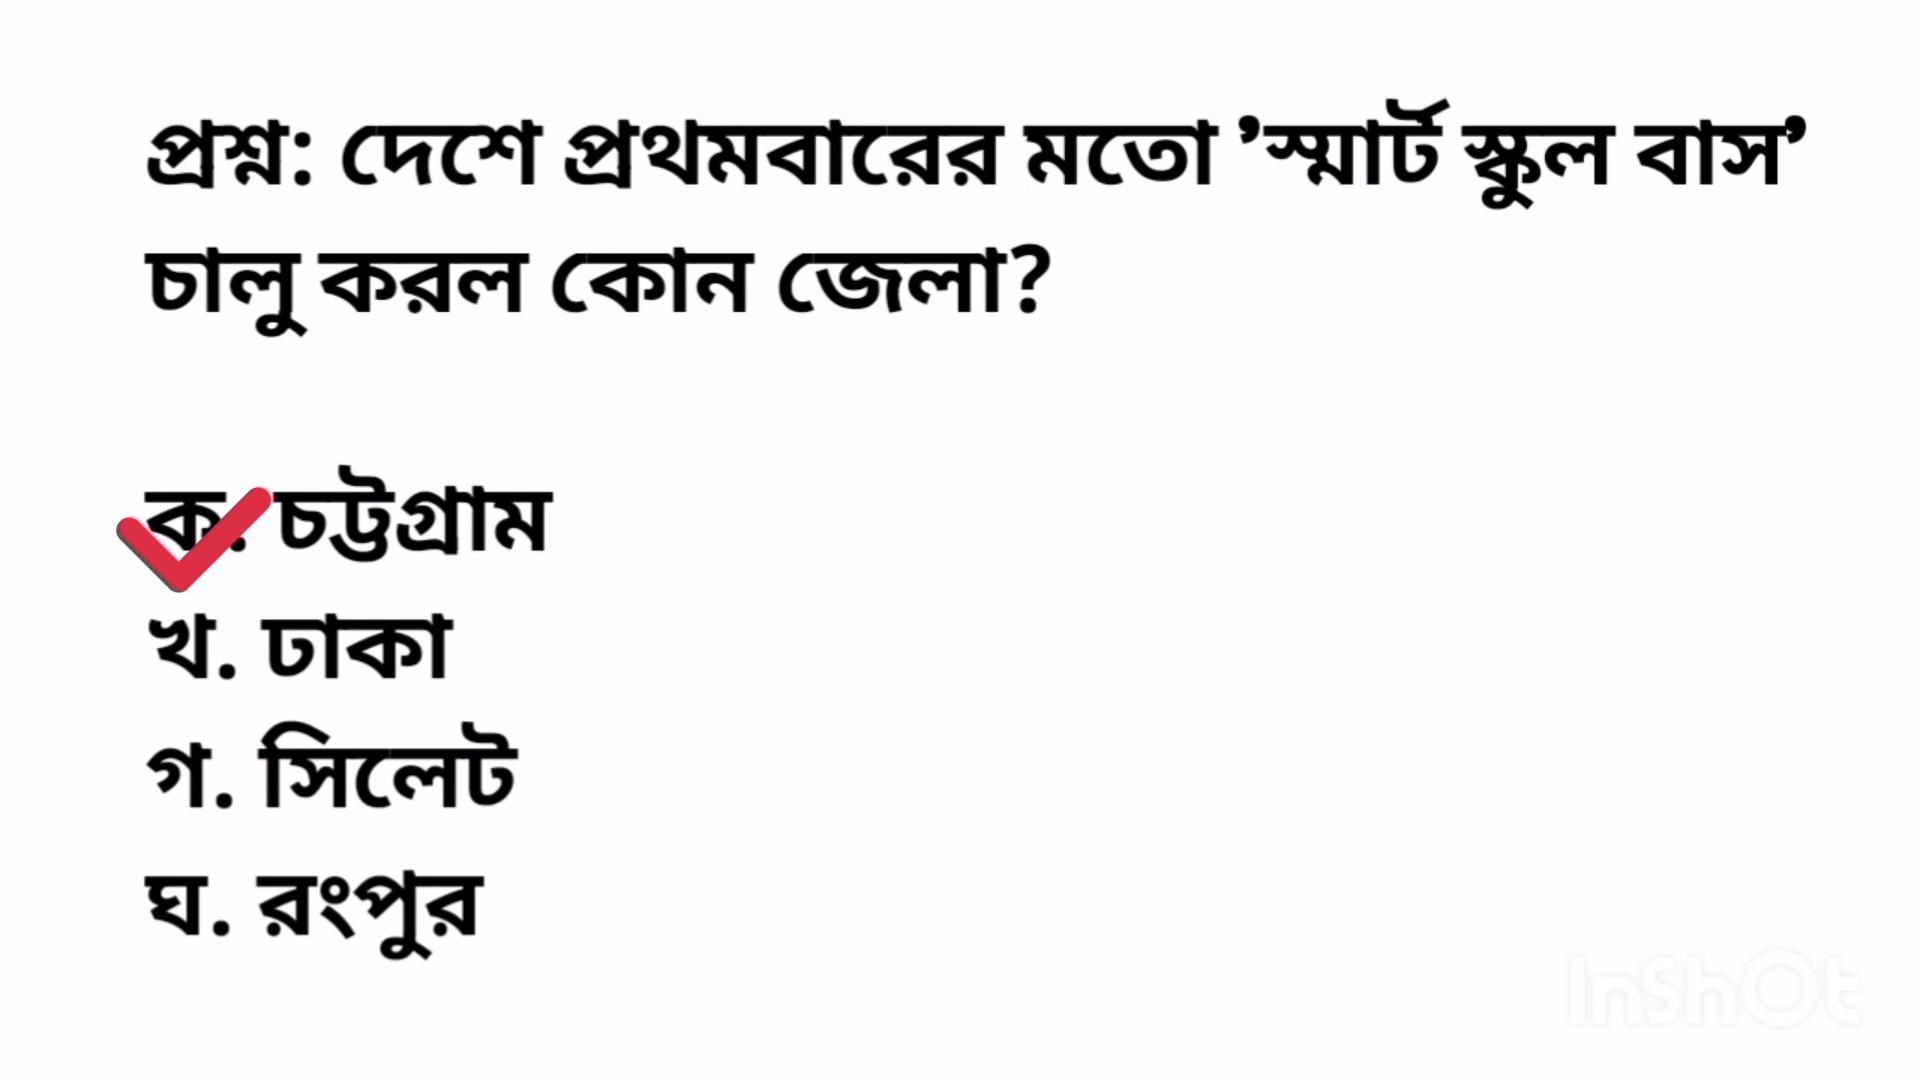 প্রশ্ন: দেশে প্রথমবারের মতো ’স্মার্ট স্কুল বাস’
চালু করল কোন জেলা?
ক. চট্টগ্রাম
খ. ঢাকা
গ. সিলেট
ঘ. রংপুর
InShOt